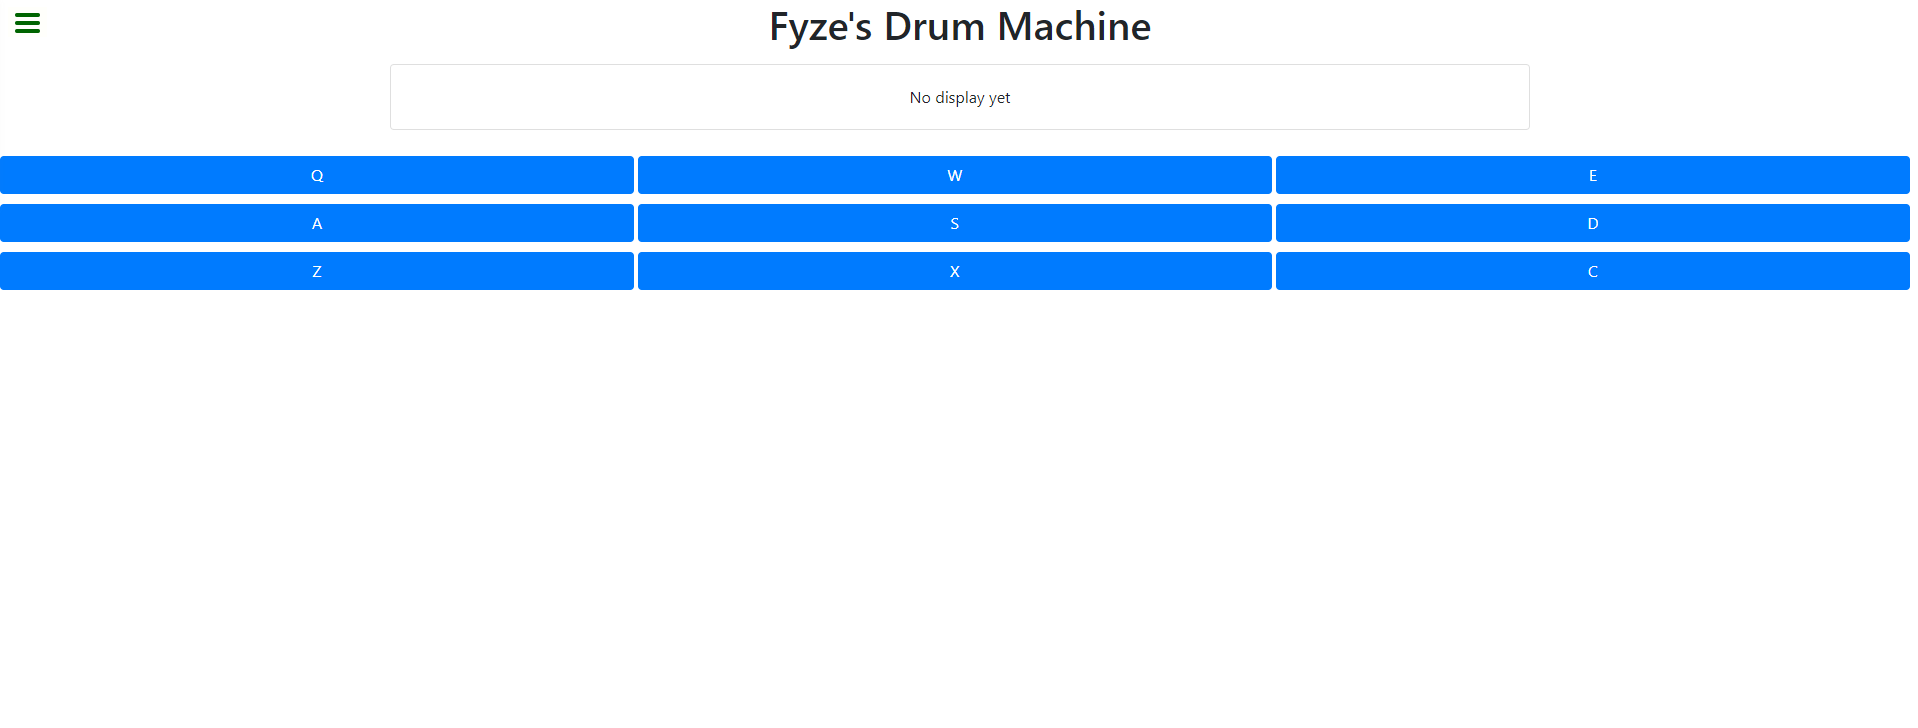 Fyze's Drum Machine
No display yet
Q W E
A S D
Z X C